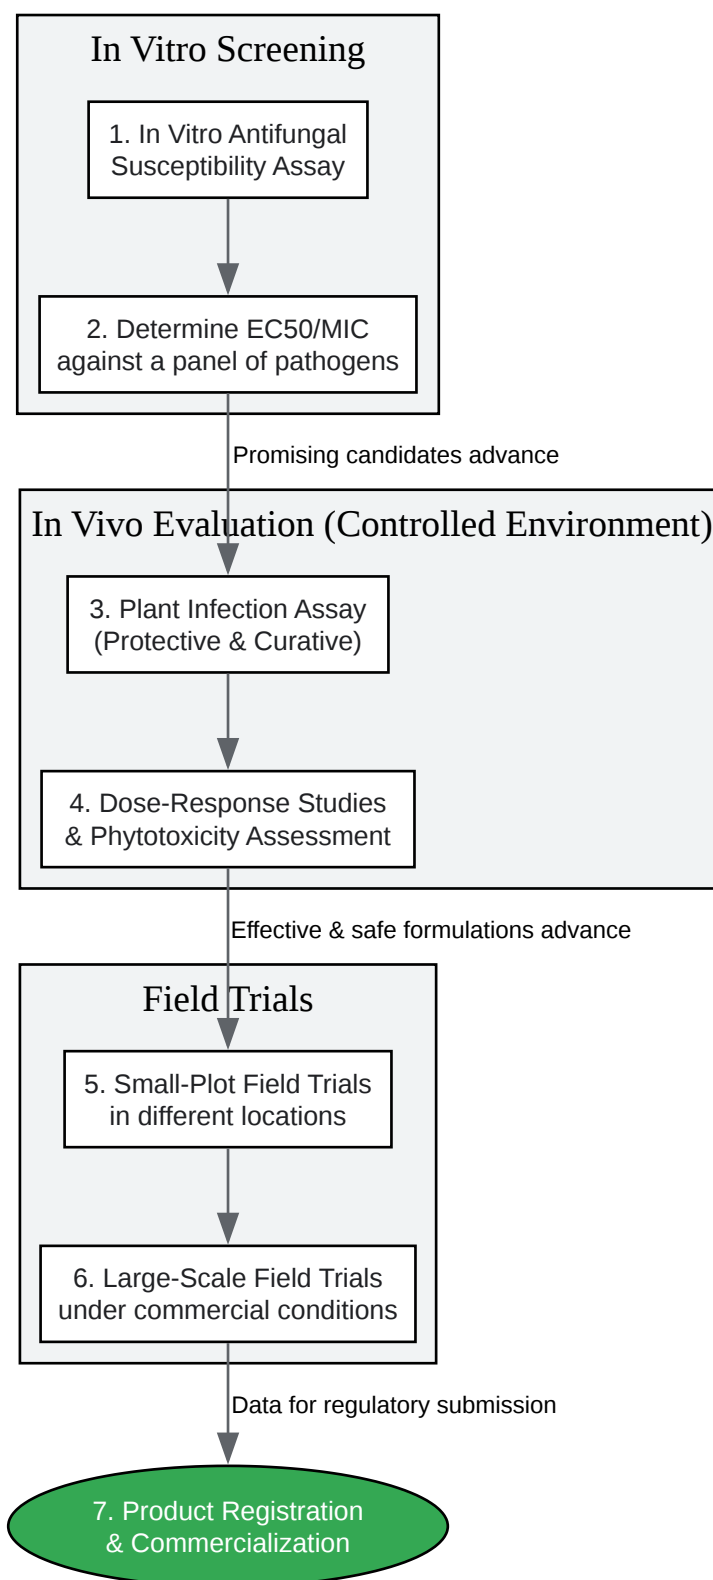 In Vitro Screening
1. In Vitro Antifungal
Susceptibility Assay
2. Determine EC50/MIC
against a panel of pathogens
Promising candidates advance
In Vivo Evaluation (Controlled Environment)
3. Plant Infection Assay
(Protective & Curative)
4. Dose-Response Studies
& Phytotoxicity Assessment
Effective & safe formulations advance
Field Trials
5. Small-Plot Field Trials
in different locations
6. Large-Scale Field Trials
under commercial conditions
Data for regulatory submission
7. Product Registration
& Commercialization